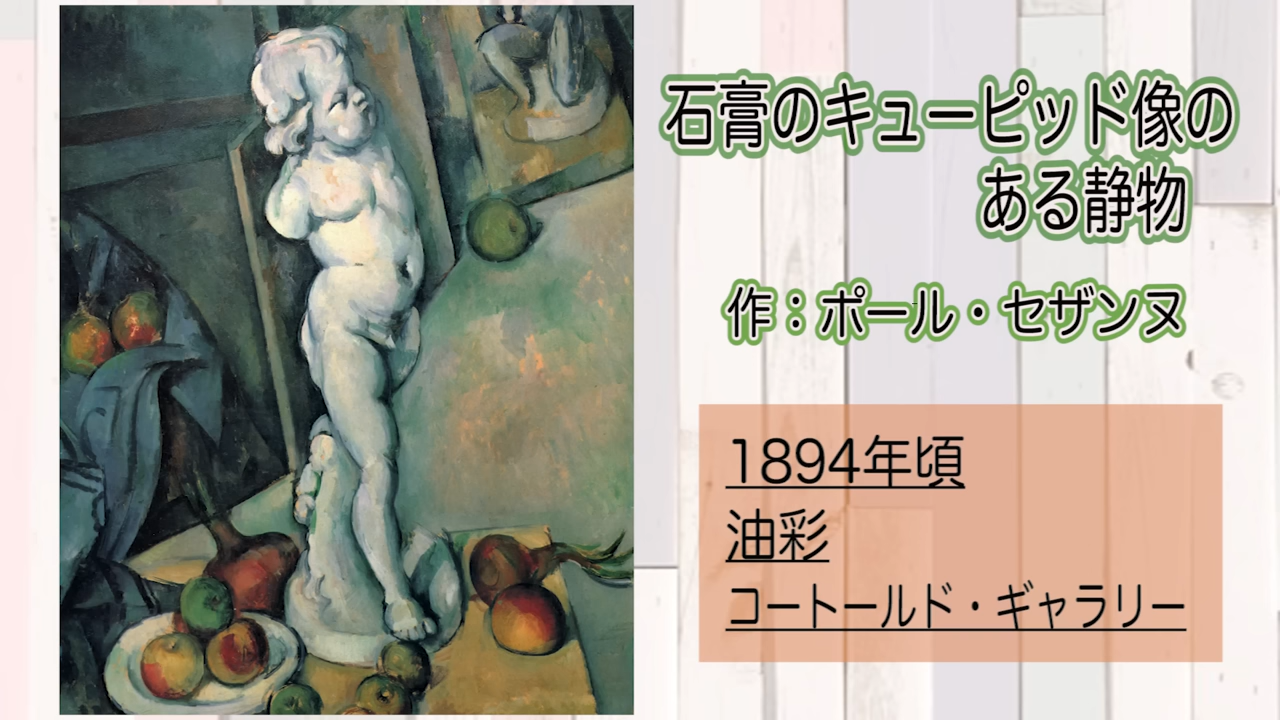 石膏のキューピッド像の
ある静物
作：ポール・セザンヌ
1894年頃
油彩
コートールド・ギャラリー